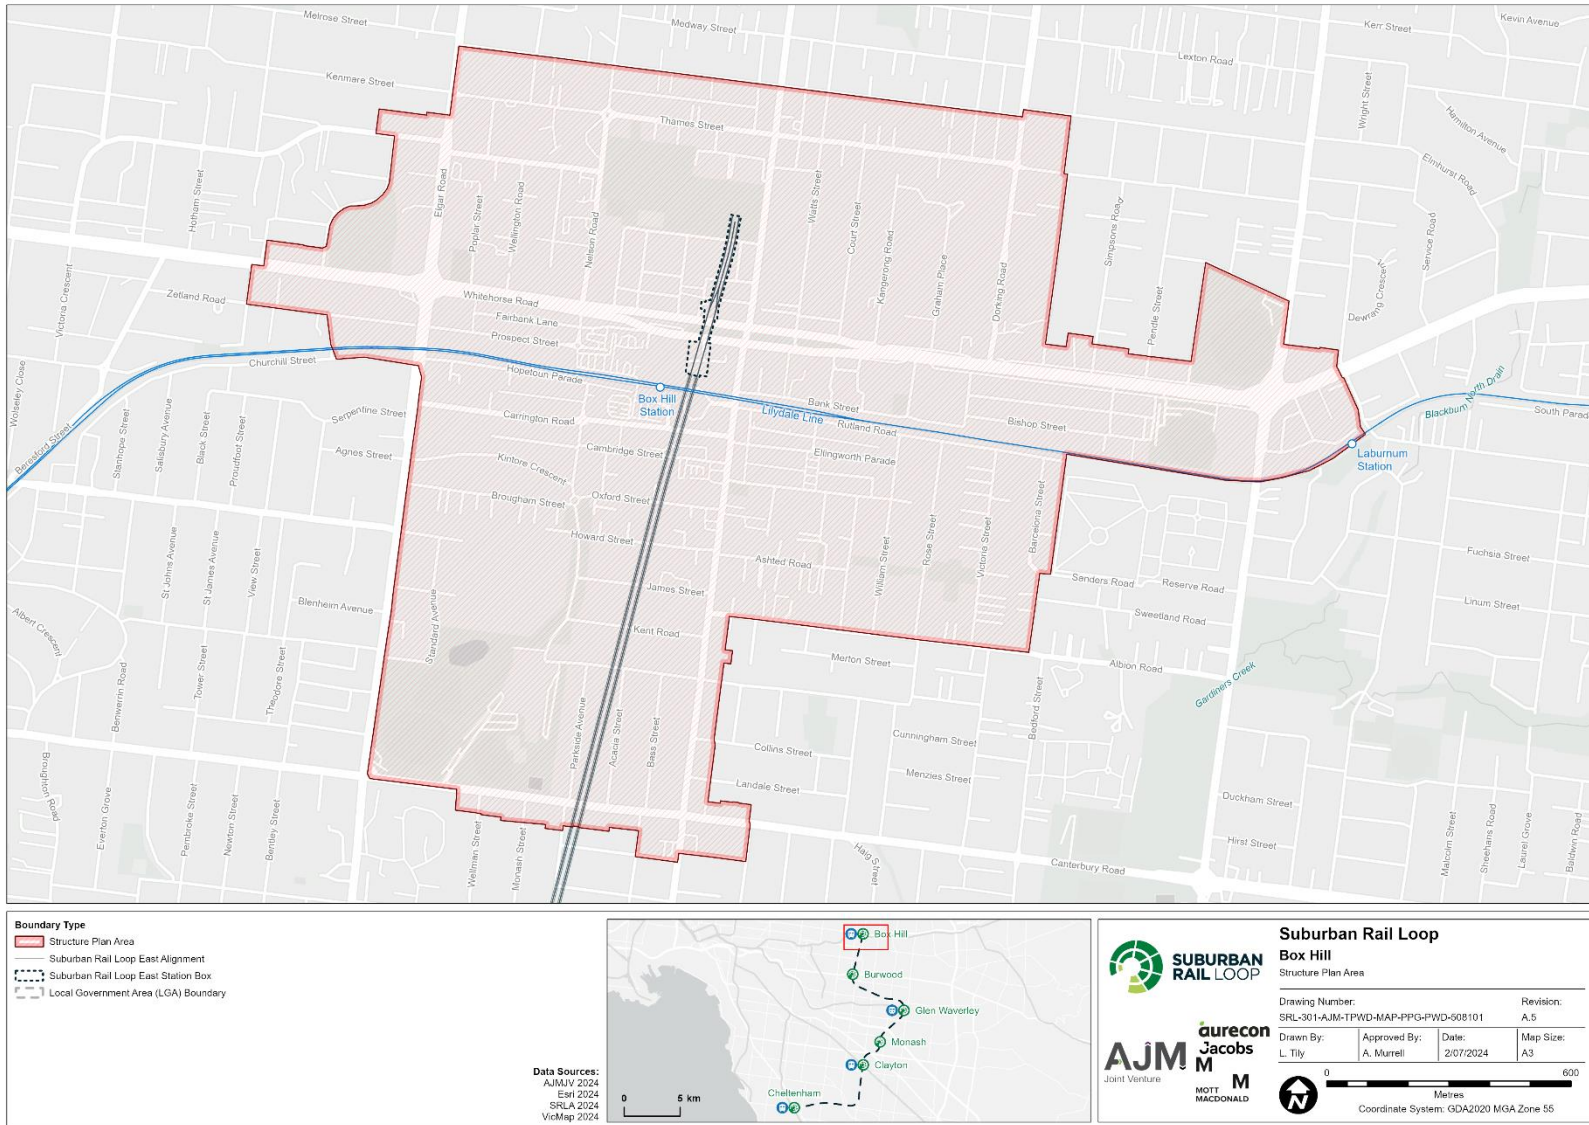 Melrose Street
Medway Street
Kerr Street
Kevin Avenue
Kenmare Street
Lexton Road
Wright Street
Hamilton Avenue
Thames Street
Elmhurst Road
Hotham Street
Elgar Road
Poplar Street
Wellington Road
Nelson Road
Watts Street
Court Street
Kangerong Road
Graham Place
Dorking Road
Simpsons Road
Pendle Street
Service Road
Dewrang Crescent
Victoria Crescent
Zetland Road
Whitehorse Road
Fairbank Lane
Prospect Street
Churchill Street
Hopetoun Parade
Box Hill
Station
Lilydale Line
Bank Street
Rutland Road
Bishop Street
Blackburn North Drain
South Parade
Laburnum
Station
Wolseley Close
Beresford Street
Stanhope Street
Salisbury Avenue
Black Street
Proudfoot Street
Serpentine Street
Agnes Street
Carrington Road
Cambridge Street
Ellingworth Parade
Kintore Crescent
Brougham Street
Oxford Street
Howard Street
Ashted Road
William Street
Rose Street
Victoria Street
Barcelona Street
James Street
Kent Road
Sanders Road
Reserve Road
Sweetland Road
Fuchsia Street
Linum Street
St Johns Avenue
St James Avenue
View Street
Blenheim Avenue
Standard Avenue
Albert Crescent
Benwerrin Road
Tower Street
Theodore Street
Merton Street
Albion Road
Gardiners Creek
Bedford Street
Parkside Avenue
Acacia Street
Bass Street
Collins Street
Cunningham Street
Landale Street
Menzies Street
Duckham Street
Hirst Street
Broughton Road
Everton Grove
Pembroke Street
Newton Street
Bentley Street
Wellman Street
Monash Street
Haig Street
Canterbury Road
Malcolm Street
Sheehans Road
Laurel Grove
Baldwin Road
Boundary Type
Structure Plan Area
Suburban Rail Loop East Alignment
Suburban Rail Loop East Station Box
Local Government Area (LGA) Boundary
Data Sources:
AJMJV 2024
Esri 2024
SRLA 2024
VicMap 2024
Box Hill
Burwood
Glen Waverley
Monash
Clayton
Cheltenham
0 5 km
SUBURBAN
RAIL LOOP
AJM
Joint Venture
aurecon
Jacobs
M
MOTT
MACDONALD
M
Suburban Rail Loop
Box Hill
Structure Plan Area
Drawing Number: Revision:
SRL-301-AJM-TPWD-MAP-PPG-PWD-508101 A.5
Drawn By: Approved By: Date: Map Size:
L. Tily A. Murrell 2/07/2024 A3
N
0 600
Metres
Coordinate System: GDA2020 MGA Zone 55